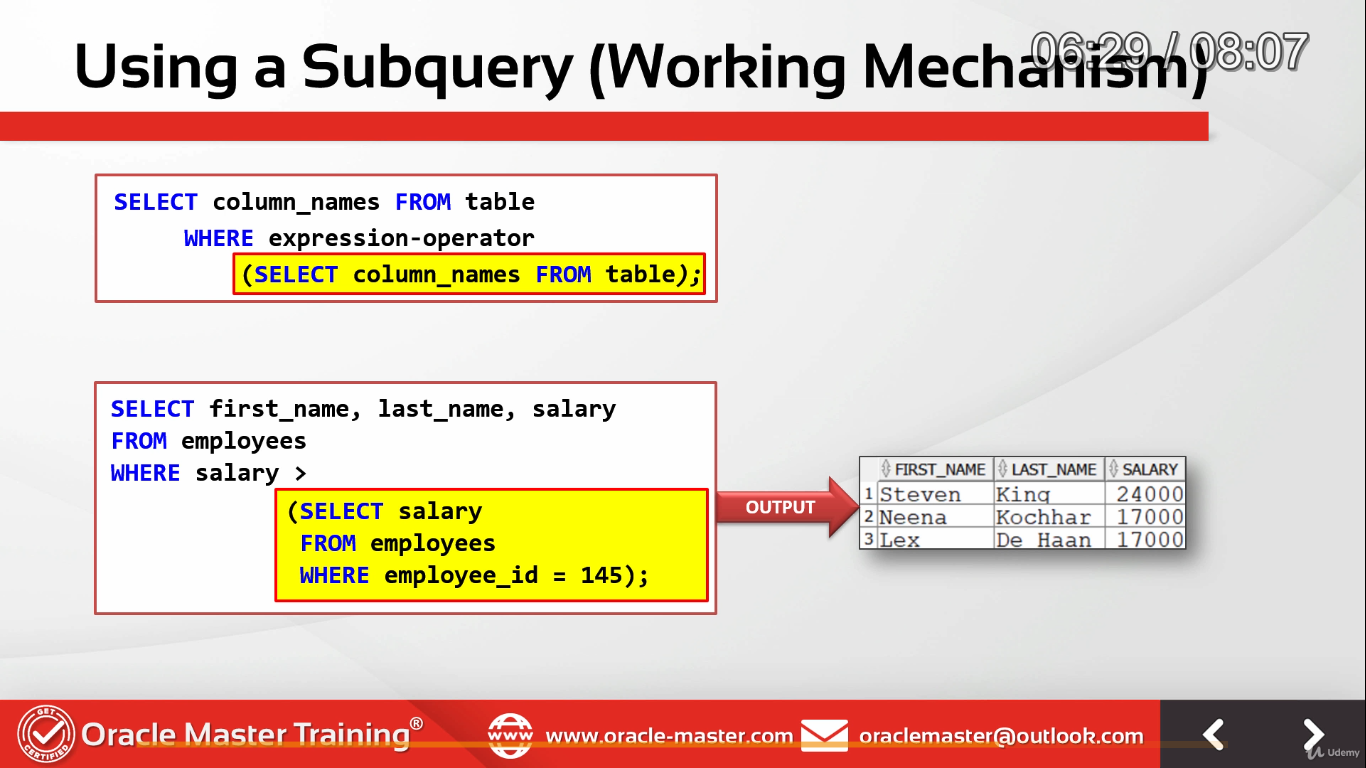 Using a Subquery (Working Mechanism)
06:29 / 08:07
SELECT column_names FROM table
WHERE expression-operator
(SELECT column_names FROM table);
SELECT first_name, last_name, salary
FROM employees
WHERE salary >
(SELECT salary
FROM employees
WHERE employee_id = 145);
OUTPUT
FIRST_NAME LAST_NAME SALARY
1 Steven King 24000
2 Neena Kochhar 17000
3 Lex De Haan 17000
GET CERTIFIED
Oracle Master Training®
www www.oracle-master.com
oraclemaster@outlook.com
Udemy